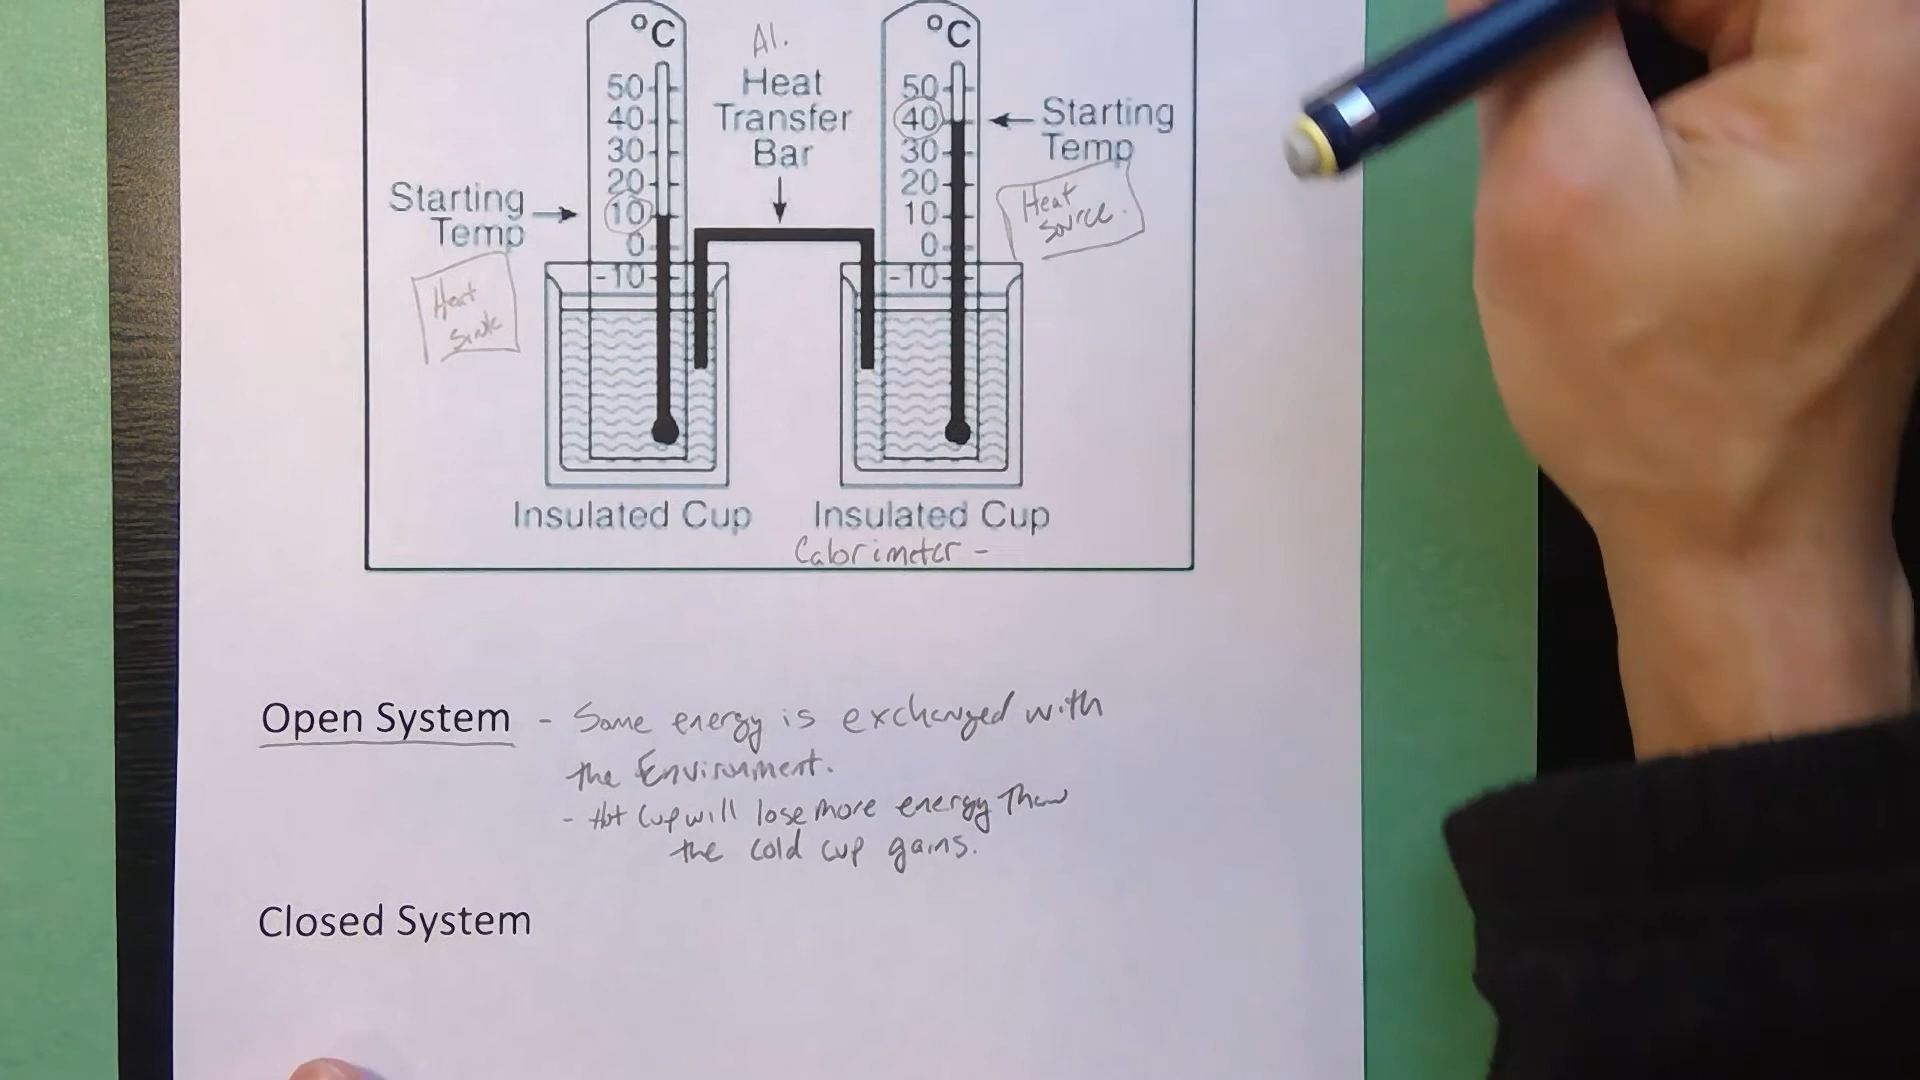 °C
50
40
30
20
10
0
-10
Starting
Temp
Heat
Sink
Al.
Heat
Transfer
Bar
°C
50
40
30
20
10
0
-10
Starting
Temp
Heat
Source.
Insulated Cup
Insulated Cup
Calorimeter -
Open System - Some energy is exchanged with
the Environment.
- Hot Cup will lose more energy Than
the cold cup gains.
Closed System